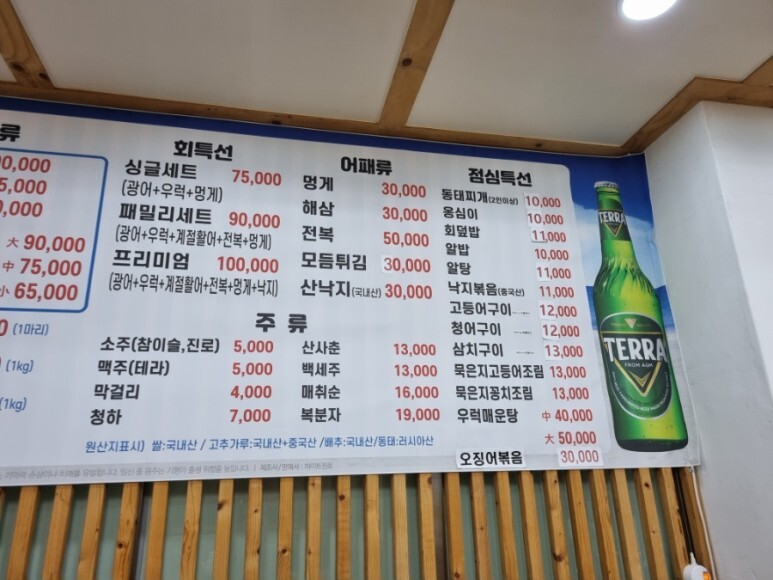 류
大 90,000
中 75,000
小 65,000
(1마리)
(1kg)
(1kg)
회특선
싱글세트 75,000
(광어+우럭+멍게)
패밀리세트 90,000
(광어+우럭+계절활어+전복+멍게)
프리미엄 100,000
(광어+우럭+계절활어+전복+멍게+낙지)
어패류
멍게 30,000
해삼 30,000
전복 50,000
모듬튀김 30,000
산낙지(국내산) 30,000
주 류
소주(참이슬,진로) 5,000
맥주(테라) 5,000
막걸리 4,000
청하 7,000
산사춘 13,000
백세주 13,000
매취순 16,000
복분자 19,000
원산지표시) 쌀:국내산 / 고추가루:국내산+중국산 /배추:국내산/동태:러시아산
점심특선
동태찌개(2인이상) 10,000
옹심이 10,000
회덮밥 11,000
알밥 10,000
알탕 11,000
낙지볶음(중국산) 11,000
고등어구이 12,000
청어구이 12,000
삼치구이 13,000
묵은지고등어조림 13,000
묵은지꽁치조림 13,000
우럭매운탕 中 40,000
大 50,000
오징어볶음 30,000
TERRA
TERRA
FROM AGM